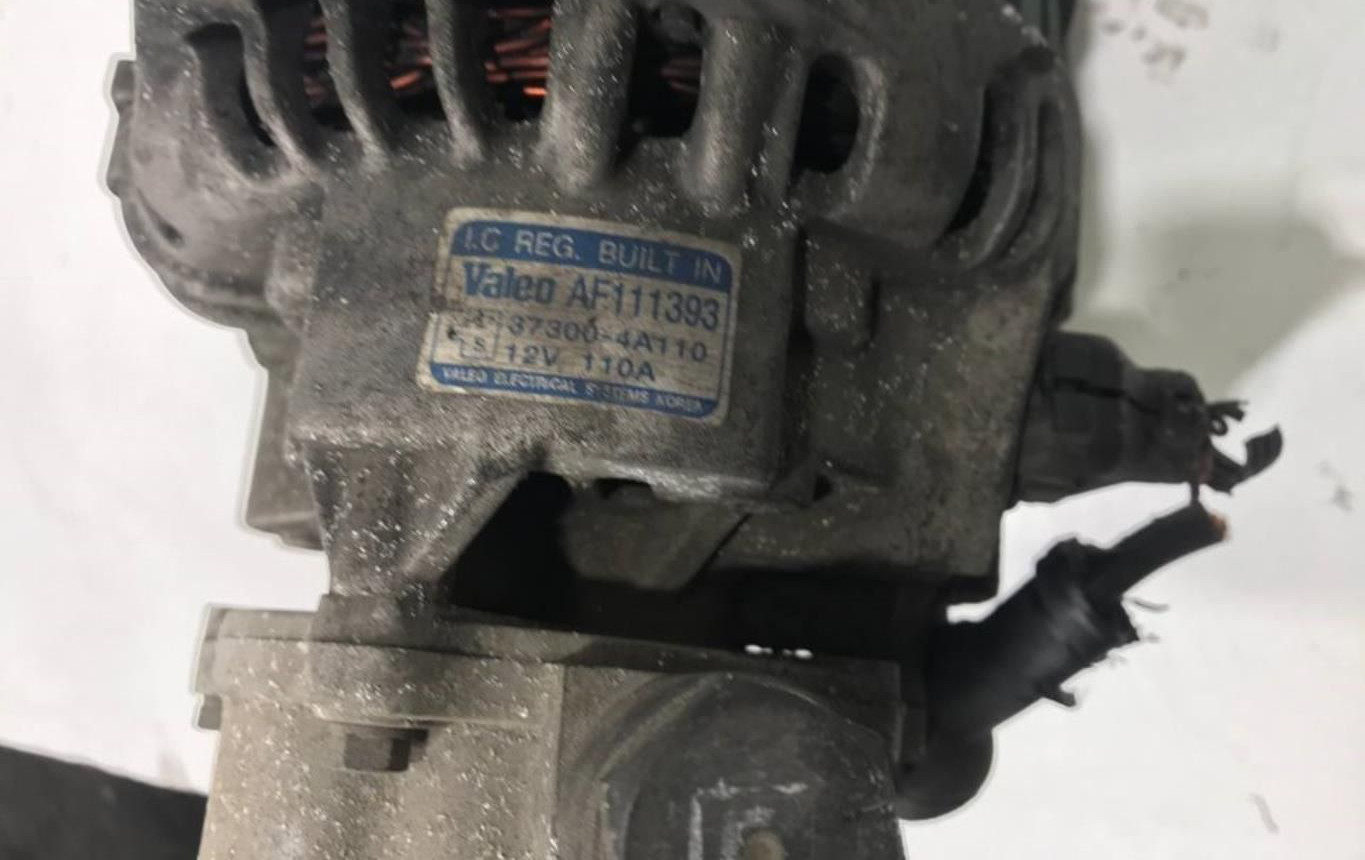 I.C REG. BUILT IN
Valeo AF111393
37300-4A110
12V 110A
VALEO ELECTRICAL SYSTEMS KOREA